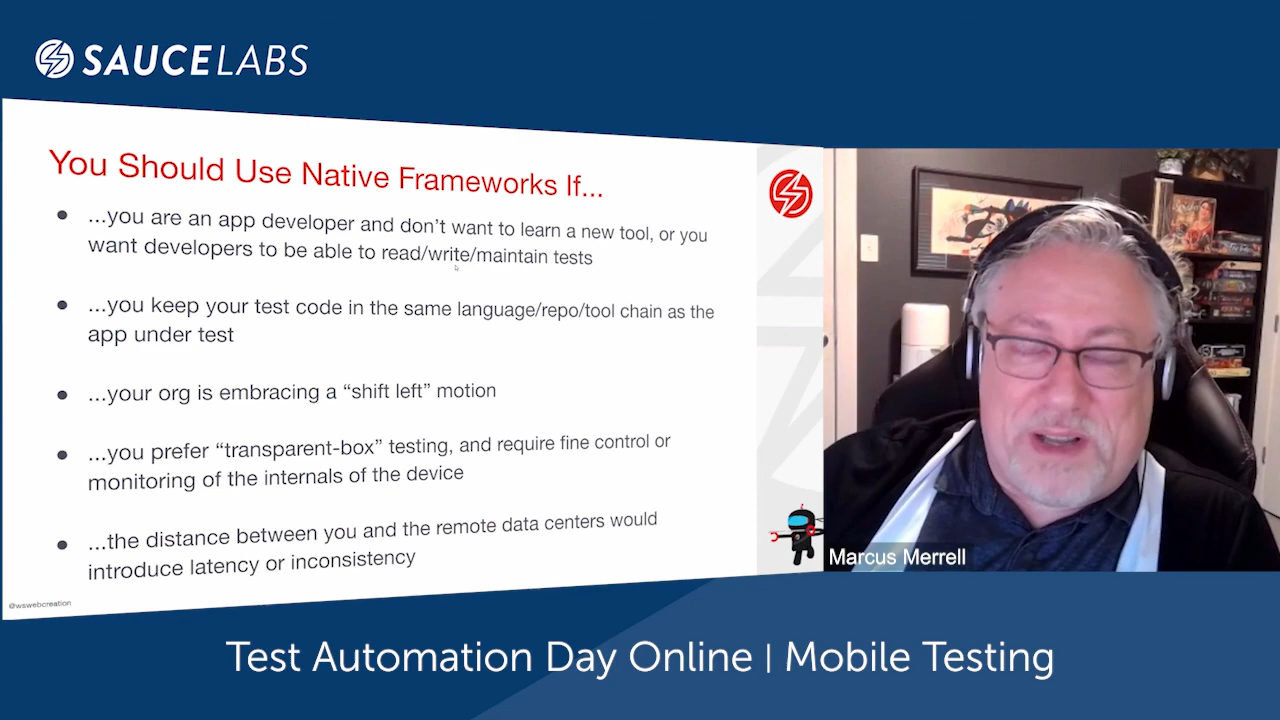 SAUCELABS
You Should Use Native Frameworks If...
...you are an app developer and don't want to learn a new tool, or you
want developers to be able to read/write/maintain tests
...you keep your test code in the same language/repo/tool chain as the
app under test
...your org is embracing a “shift left” motion
...you prefer “transparent-box” testing, and require fine control or
monitoring of the internals of the device
...the distance between you and the remote data centers would
introduce latency or inconsistency
@wswebcreation
Marcus Merrell
Test Automation Day Online | Mobile Testing